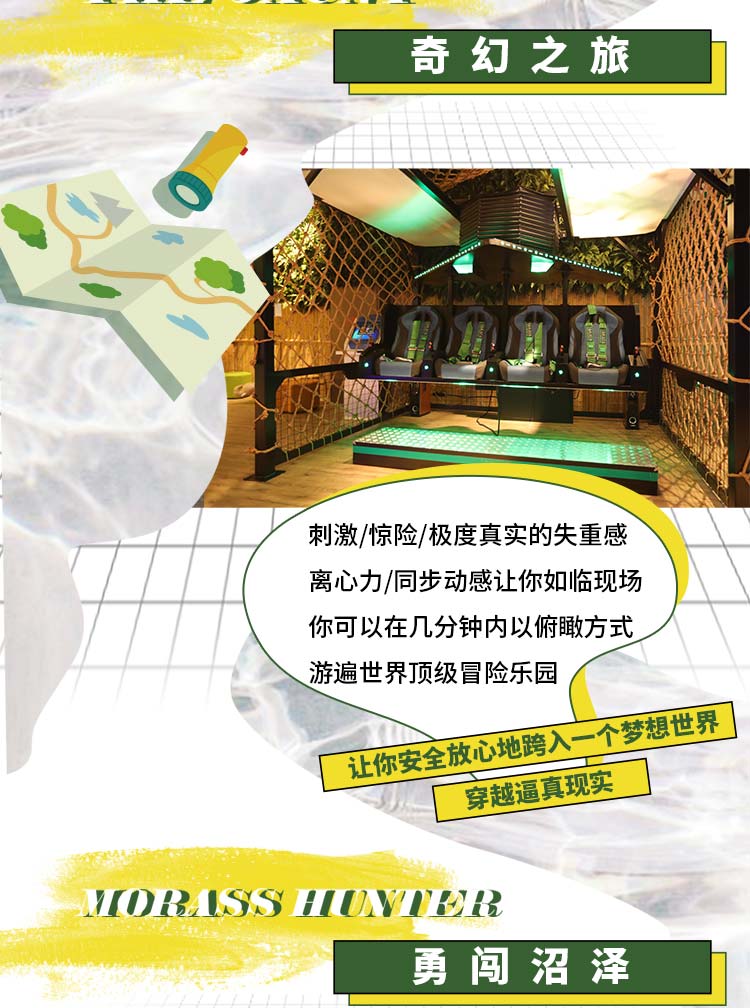 奇幻之旅
刺激/惊险/极度真实的失重感
离心力/同步动感让你如临现场
你可以在几分钟内以俯瞰方式
游遍世界顶级冒险乐园
让你安全放心地跨入一个梦想世界
穿越逼真现实
MORASS HUNTER
勇闯沼泽